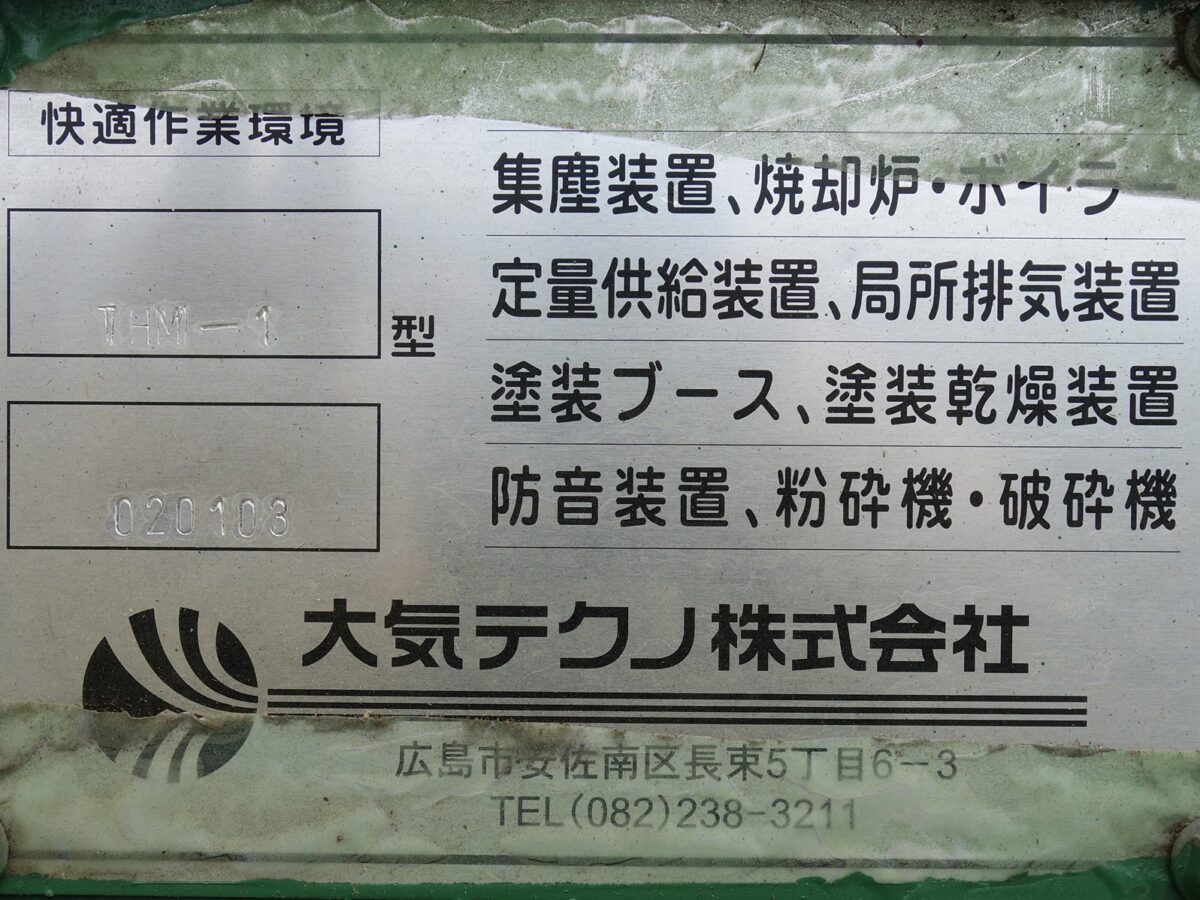 快適作業環境
THM-1
型
020103
集塵装置、焼却炉・ボイラー
定量供給装置、局所排気装置
塗装ブース、塗装乾燥装置
防音装置、粉砕機・破砕機
大気テクノ株式会社
広島市安佐南区長束5丁目6-3
TEL(082)238-3211